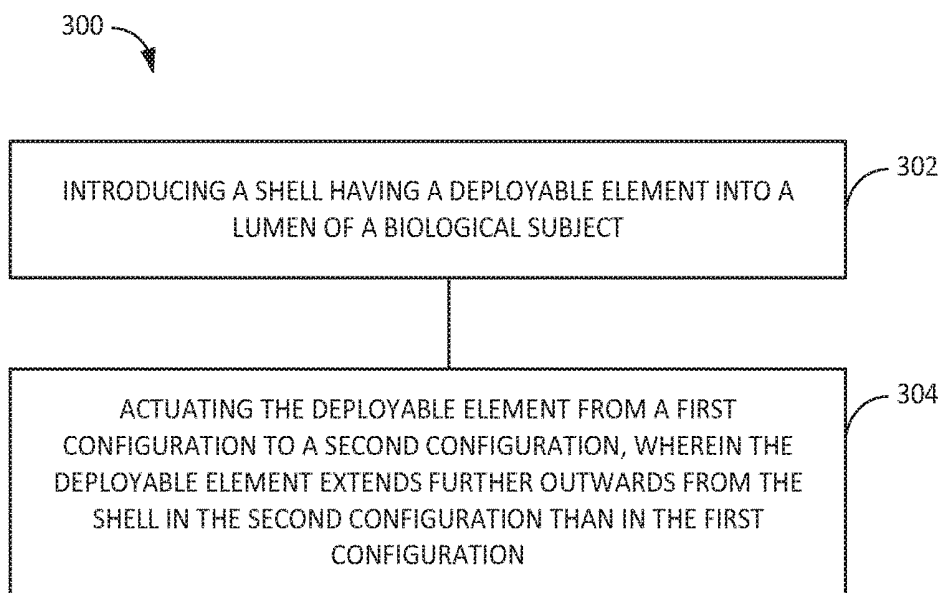 300
302
INTRODUCING A SHELL HAVING A DEPLOYABLE ELEMENT INTO A
LUMEN OF A BIOLOGICAL SUBJECT
304
ACTUATING THE DEPLOYABLE ELEMENT FROM A FIRST
CONFIGURATION TO A SECOND CONFIGURATION, WHEREIN THE
DEPLOYABLE ELEMENT EXTENDS FURTHER OUTWARDS FROM THE
SHELL IN THE SECOND CONFIGURATION THAN IN THE FIRST
CONFIGURATION